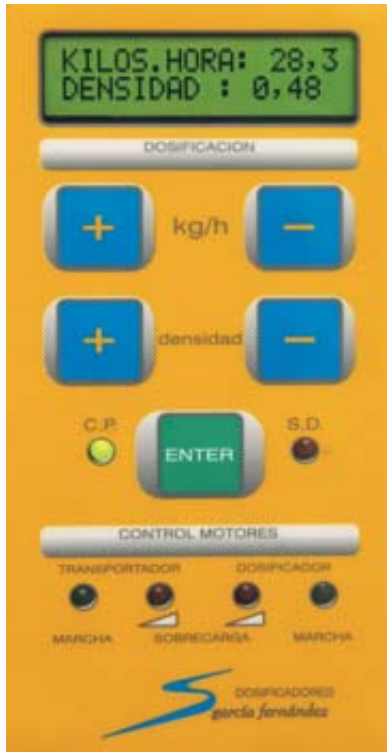 KILOS.HORA: 28,3
DENSIDAD : 0,48
DOSIFICACION
+ kg/h −
+ densidad −
C.P. S.D.
ENTER
CONTROL MOTORES
TRANSPORTADOR DOSIFICADOR
MARCHA SOBRECARGA MARCHA
DOSIFICADORES
garcía fernández